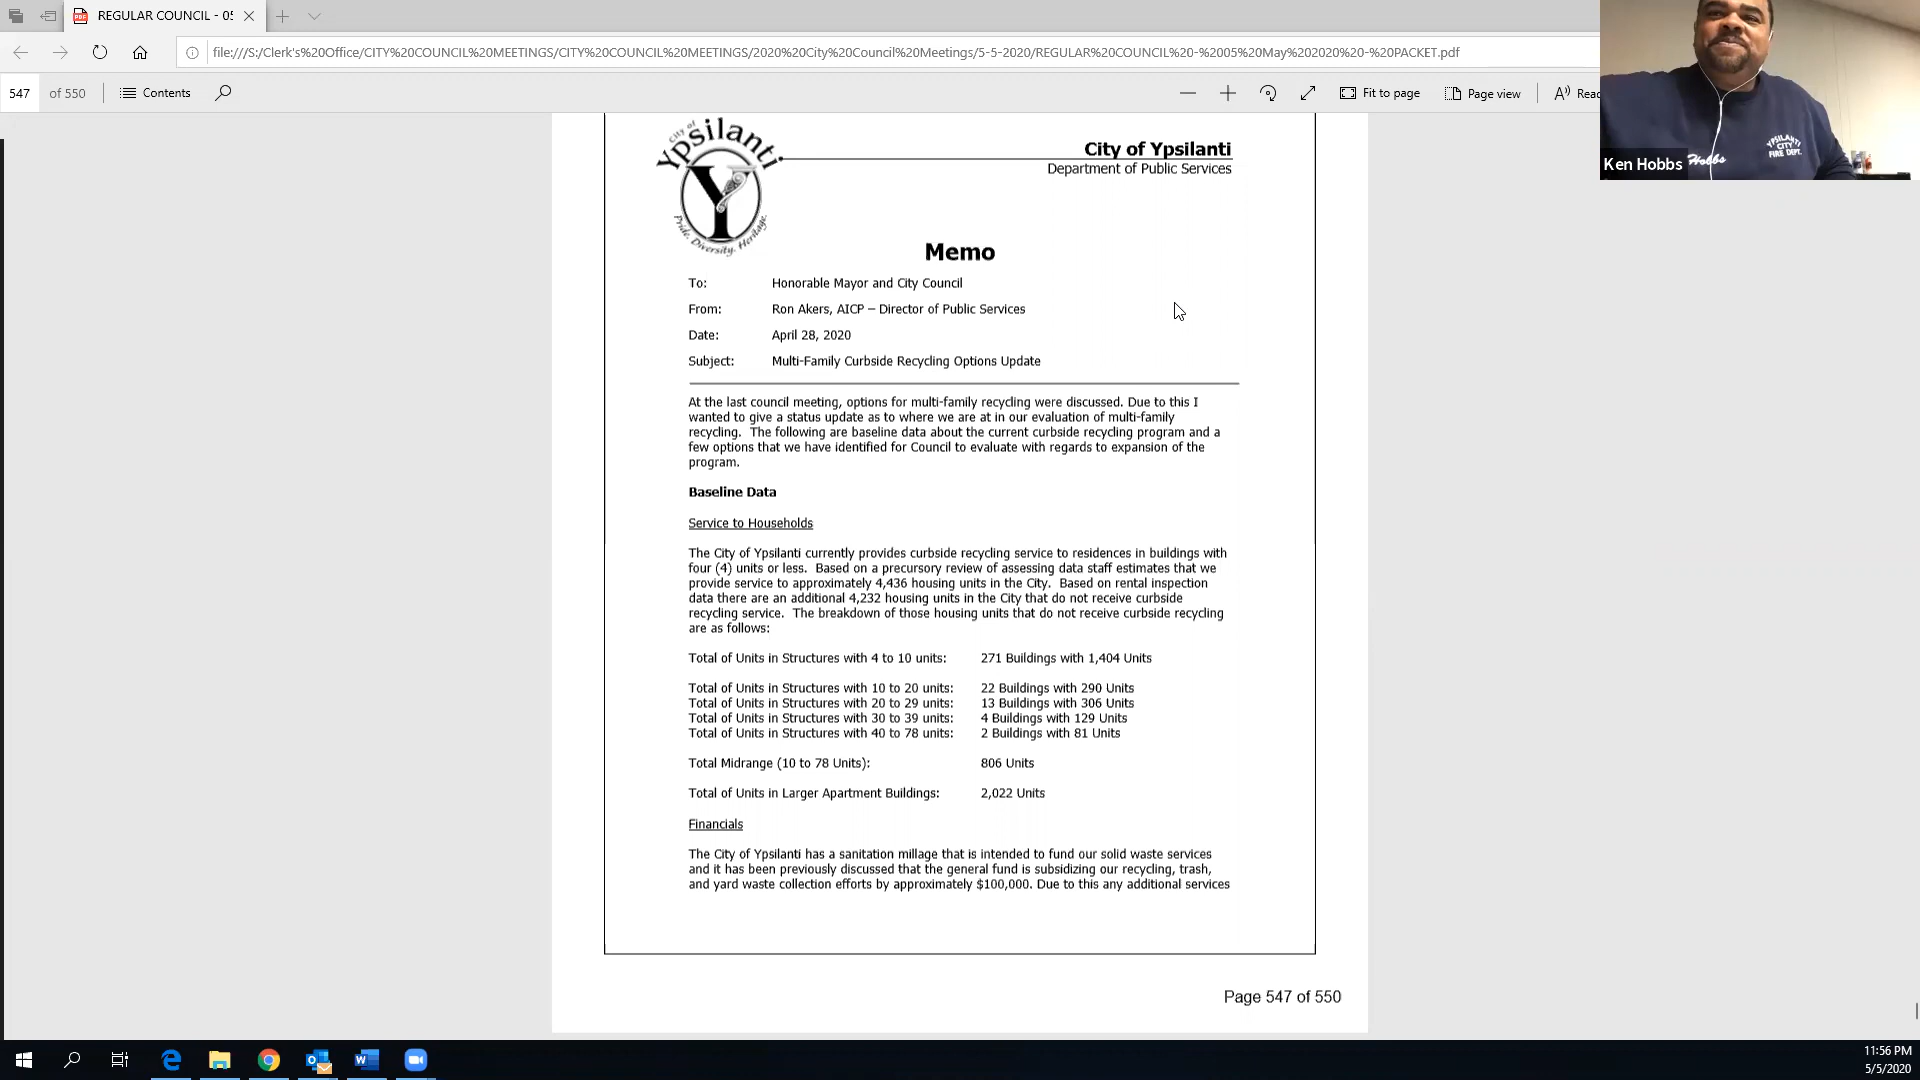 REGULAR COUNCIL - 05
file:///S:/Clerk's%20Office/CITY%20COUNCIL%20MEETINGS/CITY%20COUNCIL%20MEETINGS/2020%20City%20Council%20Meetings/5-5-2020/REGULAR%20COUNCIL%20-%2005%20May%202020%20-%20PACKET.pdf
547 of 550 Contents Fit to page Page view Read
YPSILANTI
CITY
FIRE DEPT.
Hobbs
Ken Hobbs
City of
Ypsilanti
Y
Pride. Diversity. Heritage.
City of Ypsilanti
Department of Public Services
Memo
To: Honorable Mayor and City Council
From: Ron Akers, AICP – Director of Public Services
Date: April 28, 2020
Subject: Multi-Family Curbside Recycling Options Update
At the last council meeting, options for multi-family recycling were discussed. Due to this I
wanted to give a status update as to where we are at in our evaluation of multi-family
recycling. The following are baseline data about the current curbside recycling program and a
few options that we have identified for Council to evaluate with regards to expansion of the
program.
Baseline Data
Service to Households
The City of Ypsilanti currently provides curbside recycling service to residences in buildings with
four (4) units or less. Based on a precursory review of assessing data staff estimates that we
provide service to approximately 4,436 housing units in the City. Based on rental inspection
data there are an additional 4,232 housing units in the City that do not receive curbside
recycling service. The breakdown of those housing units that do not receive curbside recycling
are as follows:
Total of Units in Structures with 4 to 10 units: 271 Buildings with 1,404 Units
Total of Units in Structures with 10 to 20 units: 22 Buildings with 290 Units
Total of Units in Structures with 20 to 29 units: 13 Buildings with 306 Units
Total of Units in Structures with 30 to 39 units: 4 Buildings with 129 Units
Total of Units in Structures with 40 to 78 units: 2 Buildings with 81 Units
Total Midrange (10 to 78 Units): 806 Units
Total of Units in Larger Apartment Buildings: 2,022 Units
Financials
The City of Ypsilanti has a sanitation millage that is intended to fund our solid waste services
and it has been previously discussed that the general fund is subsidizing our recycling, trash,
and yard waste collection efforts by approximately $100,000. Due to this any additional services
Page 547 of 550
11:56 PM
5/5/2020